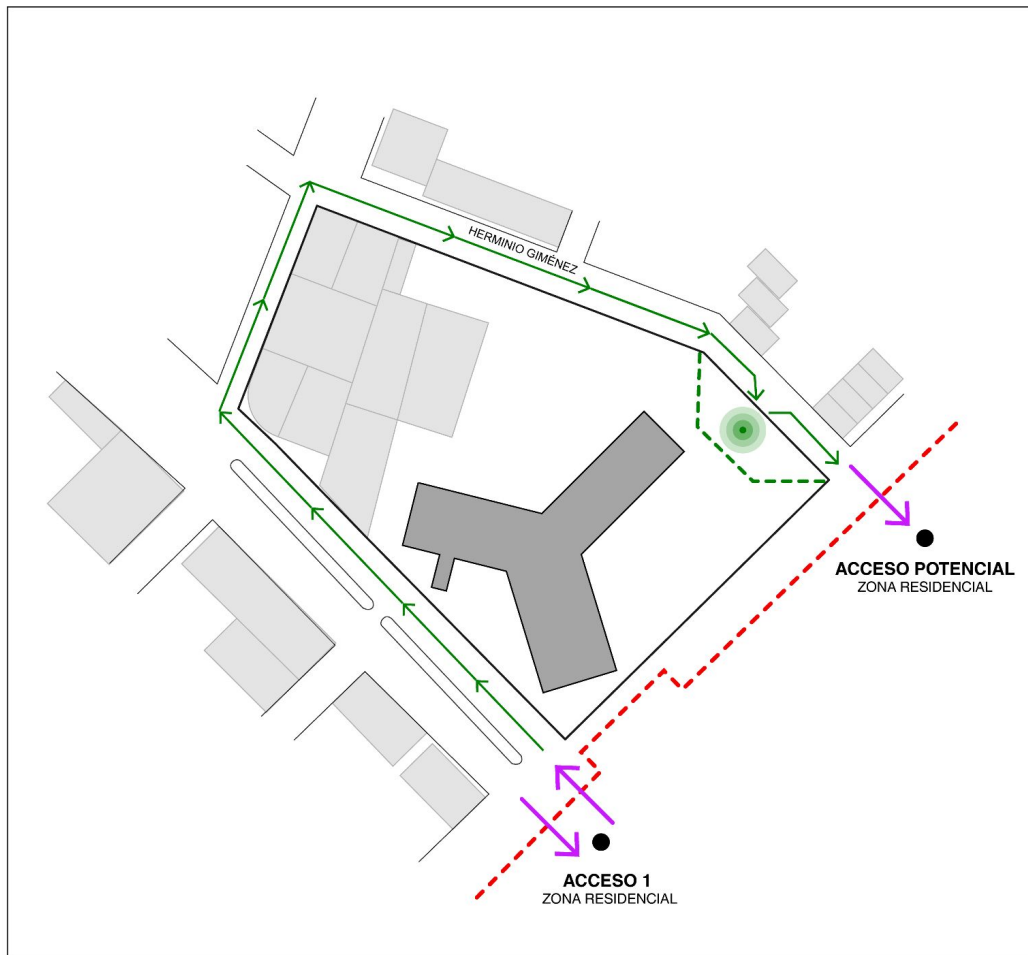 HERMINIO GIMÉNEZ
ACCESO POTENCIAL
ZONA RESIDENCIAL
ACCESO 1
ZONA RESIDENCIAL